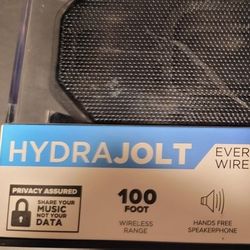 HYDRAJOLT
EVER
WIRE
PRIVACY ASSURED
SHARE YOUR
MUSIC
NOT YOUR
DATA
100
FOOT
WIRELESS
RANGE
HANDS FREE
SPEAKERPHONE